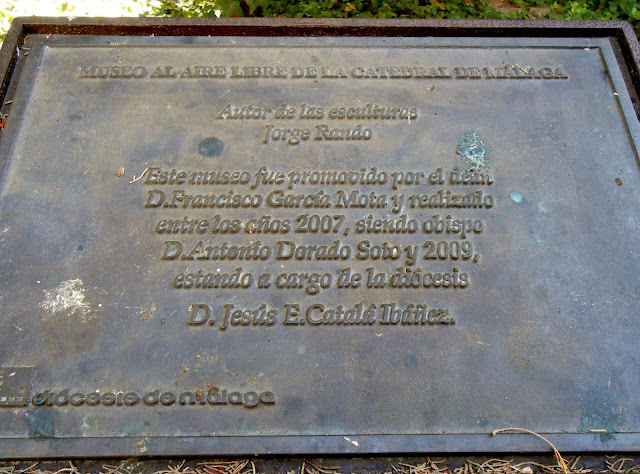 MUSEO AL AIRE LIBRE DE LA CATEDRAL DE MÁLAGA
Autor de las esculturas
Jorge Rando
Este museo fue promovido por el deán
D.Francisco García Mota y realizado
entre los años 2007, siendo obispo
D.Antonio Dorado Soto y 2009,
estando a cargo de la diócesis
D. Jesús E.Catalá Ibáñez.
diócesis de málaga